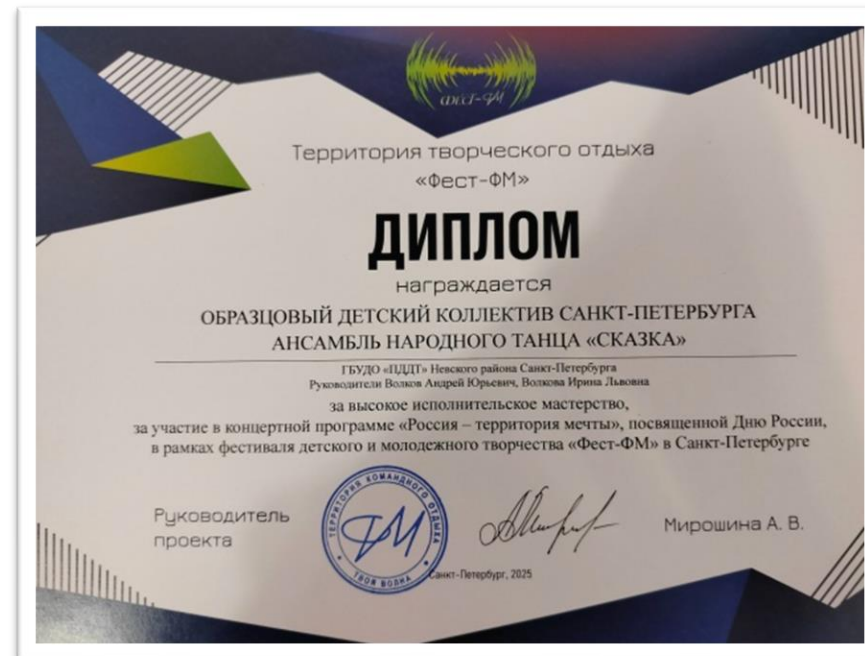 ФЕСТ-ФМ
Территория творческого отдыха
«Фест-ФМ»
ДИПЛОМ
награждается
ОБРАЗЦОВЫЙ ДЕТСКИЙ КОЛЛЕКТИВ САНКТ-ПЕТЕРБУРГА
АНСАМБЛЬ НАРОДНОГО ТАНЦА «СКАЗКА»
ГБУДО «ПДДТ» Невского района Санкт-Петербурга
Руководители Волков Андрей Юрьевич, Волкова Ирина Львовна
за высокое исполнительское мастерство,
за участие в концертной программе «Россия – территория мечты», посвященной Дню России,
в рамках фестиваля детского и молодежного творчества «Фест-ФМ» в Санкт-Петербурге
Руководитель
проекта
ТЕРРИТОРИЯ КОМАНДНОГО ОТДЫХА
ФМ
ТВОЯ ВОЛНА
Мирошина А. В.
Санкт-Петербург, 2025